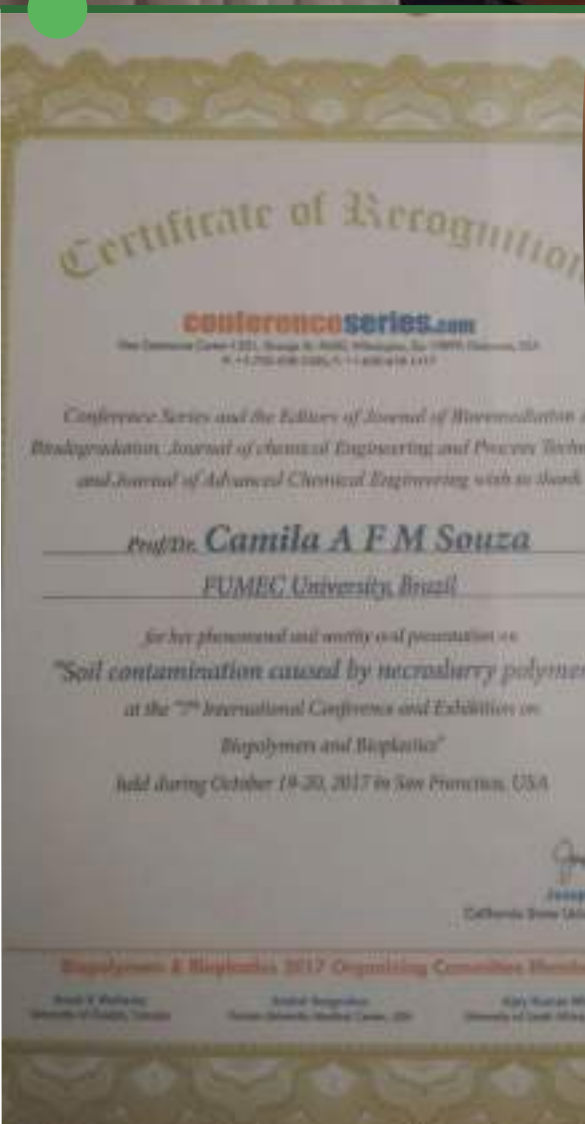 Certificate of Recognition
conferenceseries.com
Conference Series and the Editors of Journal of Bioremediation
Biodegradation, Journal of chemical Engineering and Process Techn
and Journal of Advanced Chemical Engineering wish to thank
Prof/Dr. Camila A F M Souza
FUMEC University, Brazil
for her phenomenal and worthy oral presentation on
"Soil contamination caused by necroslurry polymer
at the "7th International Conference and Exhibition on
Biopolymers and Bioplastics"
held during October 19-20, 2017 in San Francisco, USA
California State
Biopolymers & Bioplastics 2017 Organizing Committee